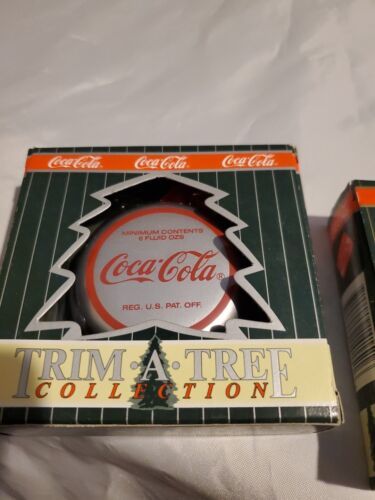 Coca-Cola Coca-Cola Coca-Cola
MINIMUM CONTENTS
6 FLUID OZS
Coca-Cola®
REG. U.S. PAT. OFF.
TRIM·A·TREE
COLLECTION